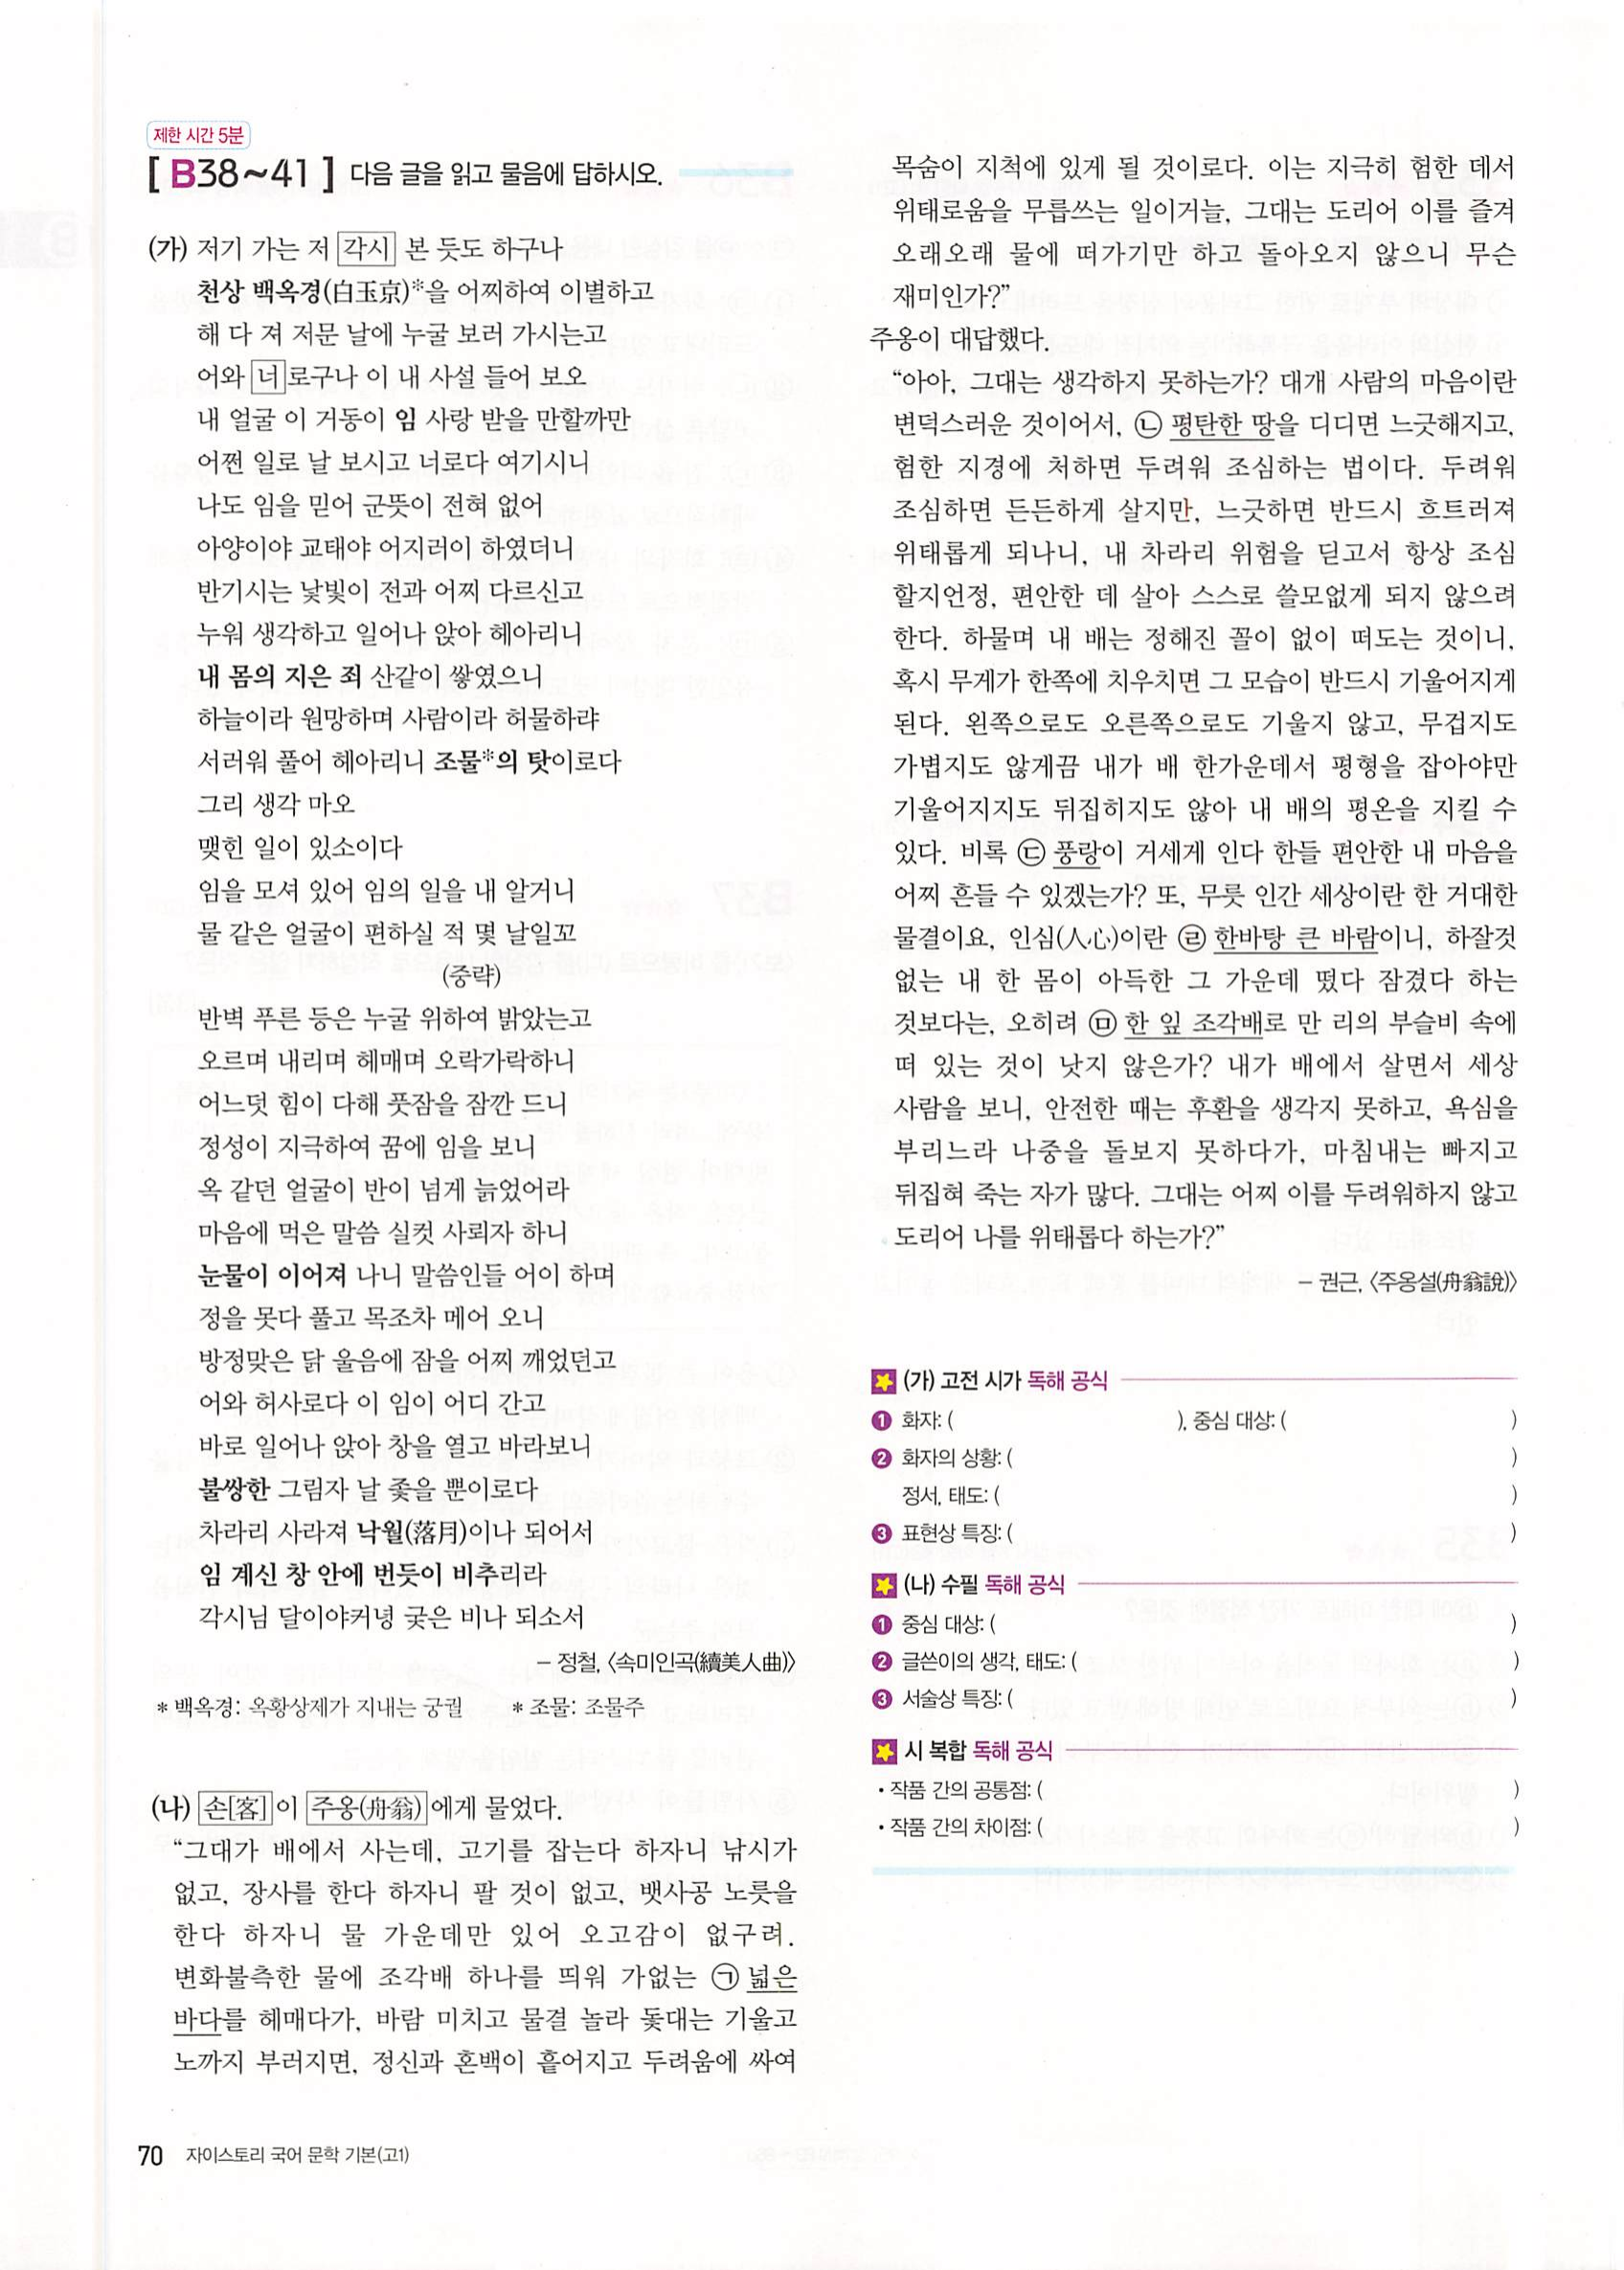 제한 시간 5분
[ B38~41 ] 다음 글을 읽고 물음에 답하시오.
(가) 저기 가는 저 각시 본 듯도 하구나
천상 백옥경(白玉京)*을 어찌하여 이별하고
해 다 져 저문 날에 누굴 보러 가시는고
어와 너로구나 이 내 사설 들어 보오
내 얼굴 이 거동이 임 사랑 받을 만할까만
어쩐 일로 날 보시고 너로다 여기시니
나도 임을 믿어 군뜻이 전혀 없어
아양이야 교태야 어지러이 하였더니
반기시는 낯빛이 전과 어찌 다르신고
누워 생각하고 일어나 앉아 헤아리니
내 몸의 지은 죄 산같이 쌓였으니
하늘이라 원망하며 사람이라 허물하랴
서러워 풀어 헤아리니 조물*의 탓이로다
그리 생각 마오
맺힌 일이 있소이다
임을 모셔 있어 임의 일을 내 알거니
물 같은 얼굴이 편하실 적 몇 날일꼬
(중략)
반벽 푸른 등은 누굴 위하여 밝았는고
오르며 내리며 헤매며 오락가락하니
어느덧 힘이 다해 풋잠을 잠깐 드니
정성이 지극하여 꿈에 임을 보니
옥 같던 얼굴이 반이 넘게 늙었어라
마음에 먹은 말씀 실컷 사뢰자 하니
눈물이 이어져 나니 말씀인들 어이 하며
정을 못다 풀고 목조차 메어 오니
방정맞은 닭 울음에 잠을 어찌 깨었던고
어와 허사로다 이 임이 어디 간고
바로 일어나 앉아 창을 열고 바라보니
불쌍한 그림자 날 좇을 뿐이로다
차라리 사라져 낙월(落月)이나 되어서
임 계신 창 안에 번듯이 비추리라
각시님 달이야커녕 궂은 비나 되소서
– 정철, 〈속미인곡(續美人曲)〉
* 백옥경: 옥황상제가 지내는 궁궐 * 조물: 조물주
(나) 손[客]이 주옹(舟翁)에게 물었다.
“그대가 배에서 사는데, 고기를 잡는다 하자니 낚시가
없고, 장사를 한다 하자니 팔 것이 없고, 뱃사공 노릇을
한다 하자니 물 가운데만 있어 오고감이 없구려.
변화불측한 물에 조각배 하나를 띄워 가없는 ㉠ 넓은
바다를 헤매다가, 바람 미치고 물결 놀라 돛대는 기울고
노까지 부러지면, 정신과 혼백이 흩어지고 두려움에 싸여
목숨이 지척에 있게 될 것이로다. 이는 지극히 험한 데서
위태로움을 무릅쓰는 일이거늘, 그대는 도리어 이를 즐겨
오래오래 물에 떠가기만 하고 돌아오지 않으니 무슨
재미인가?”
주옹이 대답했다.
“아아, 그대는 생각하지 못하는가? 대개 사람의 마음이란
변덕스러운 것이어서, ㉡ 평탄한 땅을 디디면 느긋해지고,
험한 지경에 처하면 두려워 조심하는 법이다. 두려워
조심하면 든든하게 살지만, 느긋하면 반드시 흐트러져
위태롭게 되나니, 내 차라리 위험을 딛고서 항상 조심
할지언정, 편안한 데 살아 스스로 쓸모없게 되지 않으려
한다. 하물며 내 배는 정해진 꼴이 없이 떠도는 것이니,
혹시 무게가 한쪽에 치우치면 그 모습이 반드시 기울어지게
된다. 왼쪽으로도 오른쪽으로도 기울지 않고, 무겁지도
가볍지도 않게끔 내가 배 한가운데서 평형을 잡아야만
기울어지지도 뒤집히지도 않아 내 배의 평온을 지킬 수
있다. 비록 ㉢ 풍랑이 거세게 인다 한들 편안한 내 마음을
어찌 흔들 수 있겠는가? 또, 무릇 인간 세상이란 한 거대한
물결이요, 인심(人心)이란 ㉣ 한바탕 큰 바람이니, 하잘것
없는 내 한 몸이 아득한 그 가운데 떴다 잠겼다 하는
것보다는, 오히려 ㉤ 한 잎 조각배로 만 리의 부슬비 속에
떠 있는 것이 낫지 않은가? 내가 배에서 살면서 세상
사람을 보니, 안전한 때는 후환을 생각지 못하고, 욕심을
부리느라 나중을 돌보지 못하다가, 마침내는 빠지고
뒤집혀 죽는 자가 많다. 그대는 어찌 이를 두려워하지 않고
도리어 나를 위태롭다 하는가?”
– 권근, 〈주옹설(舟翁說)〉
(가) 고전 시가 독해 공식
❶ 화자: ( ), 중심 대상: ( )
❷ 화자의 상황: ( )
정서, 태도: ( )
❸ 표현상 특징: ( )
(나) 수필 독해 공식
❶ 중심 대상: ( )
❷ 글쓴이의 생각, 태도: ( )
❸ 서술상 특징: ( )
시 복합 독해 공식
• 작품 간의 공통점: ( )
• 작품 간의 차이점: ( )
70 자이스토리 국어 문학 기본(고1)